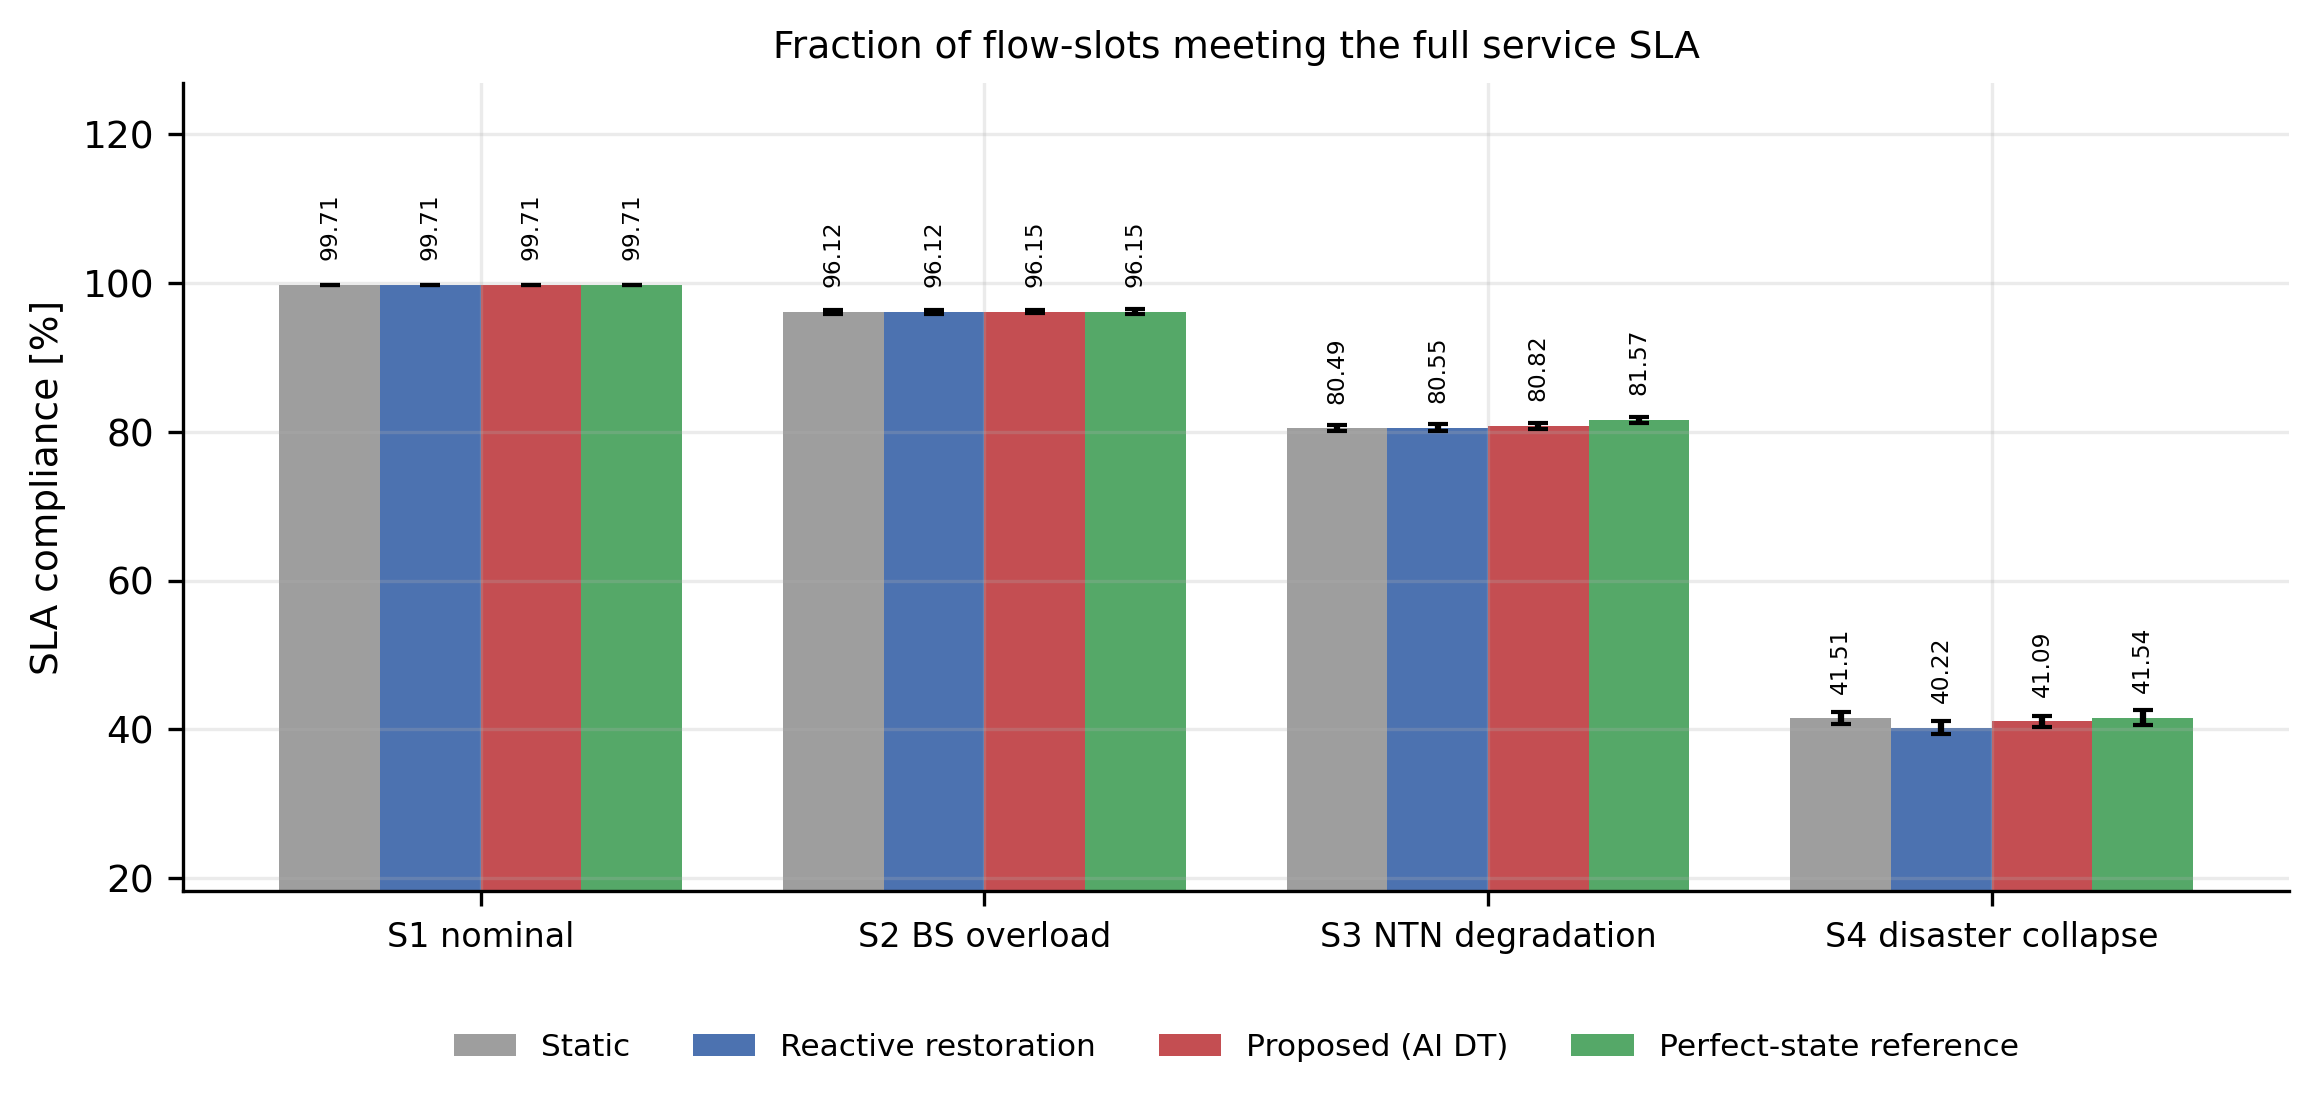 Fraction of flow-slots meeting the full service SLA
SLA compliance [%]
120
100
80
60
40
20
99.71
99.71
99.71
99.71
96.12
96.12
96.15
96.15
80.49
80.55
80.82
81.57
41.51
40.22
41.09
41.54
S1 nominal
S2 BS overload
S3 NTN degradation
S4 disaster collapse
Static
Reactive restoration
Proposed (AI DT)
Perfect-state reference